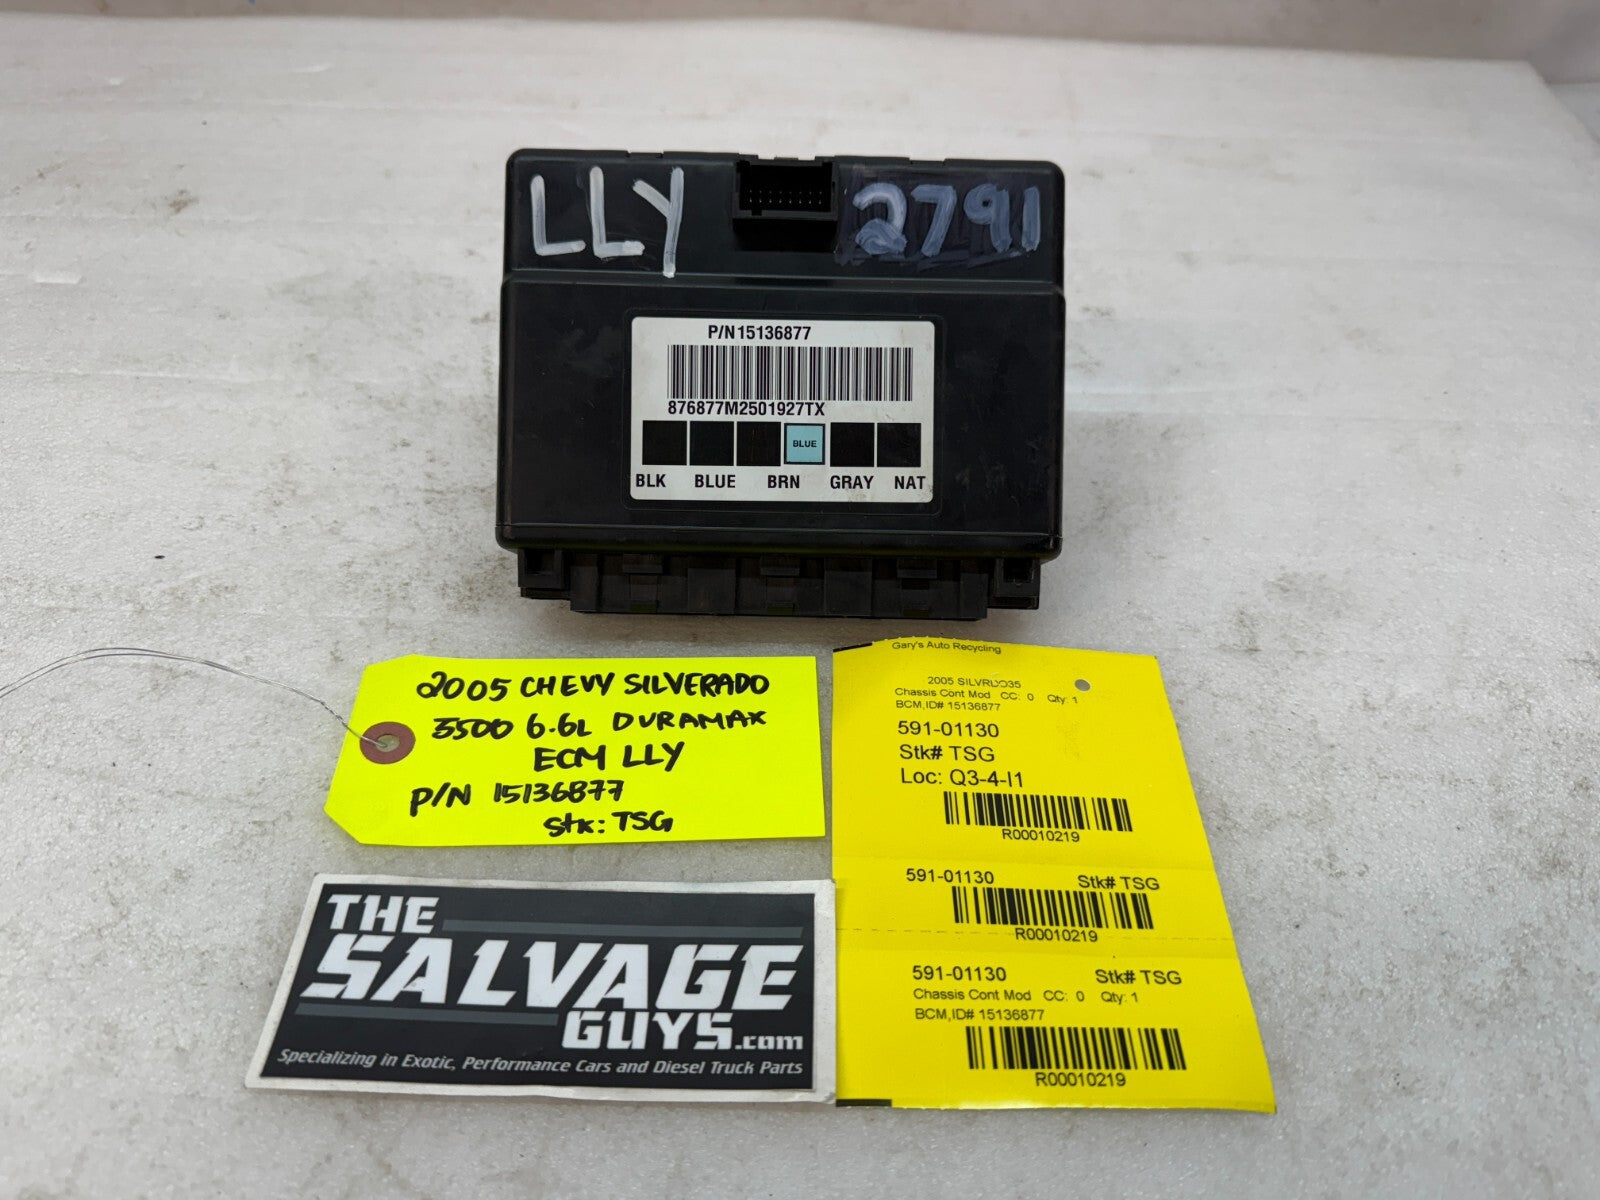 LLY 2791
P/N15136877
876877M2501927TX
BLUE
BLK BLUE BRN GRAY NAT
2005 CHEVY SILVERADO
3500 6.6L DURAMAX
ECM LLY
P/N 15136877
Stk: TSG
THE
SALVAGE
GUYS.com
Specializing in Exotic, Performance Cars and Diesel Truck Parts
Gary's Auto Recycling
2005
Chassis Cont Mod CC: 0 Qty: 1
BCM,ID# 15136877
591-01130
Stk# TSG
Loc: Q3-4-I1
R00010219
591-01130 Stk# TSG
R00010219
591-01130 Stk# TSG
Chassis Cont Mod CC: 0 Qty: 1
BCM,ID# 15136877
R00010219